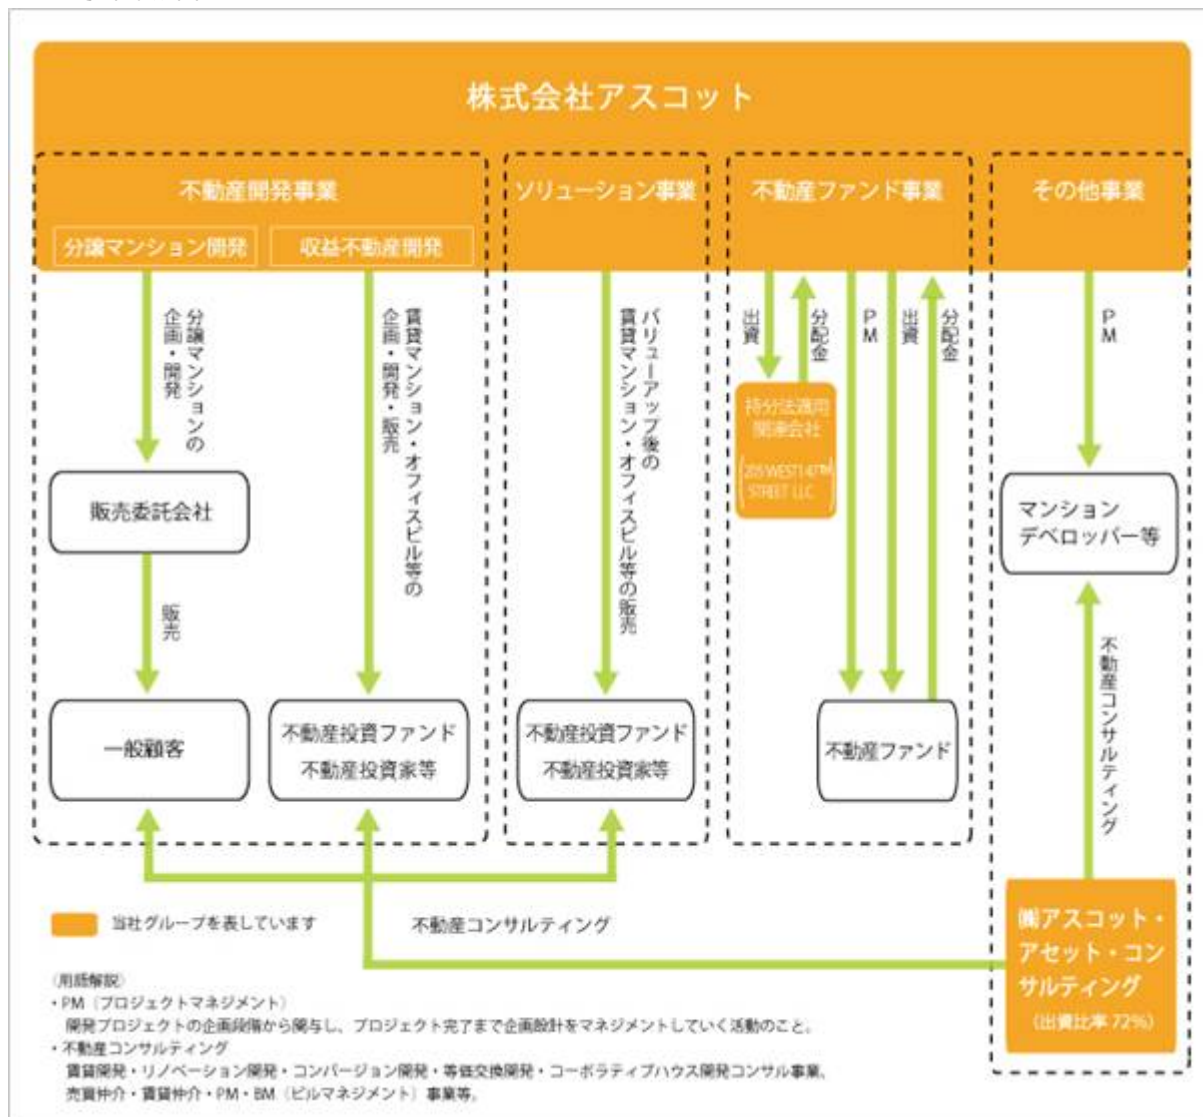 株式会社アスコット
不動産開発事業
分譲マンション開発
収益不動産開発
ソリューション事業
不動産ファンド事業
その他事業
分譲マンションの
企画・開発
賃貸マンション・オフィスビル等の
企画・開発・販売
バリューアップ後の
賃貸マンション・オフィスビル等の販売
出資
分配金
PM
出資
分配金
PM
持分法適用
関連会社
(205 WEST147TH
STREET LLC)
販売委託会社
マンション
デベロッパー等
販売
一般顧客
不動産投資ファンド
不動産投資家等
不動産投資ファンド
不動産投資家等
不動産ファンド
不動産コンサルティング
当社グループを表しています
不動産コンサルティング
㈱アスコット・
アセット・コン
サルティング
(出資比率 72%)
〈用語解説〉
・PM(プロジェクトマネジメント)
開発プロジェクトの企画段階から関与し、プロジェクト完了まで企画設計をマネジメントしていく活動のこと。
・不動産コンサルティング
賃貸開発・リノベーション開発・コンバージョン開発・等価交換開発・コーポラティブハウス開発コンサル事業、
売買仲介・賃貸仲介・PM・BM(ビルマネジメント)事業等。